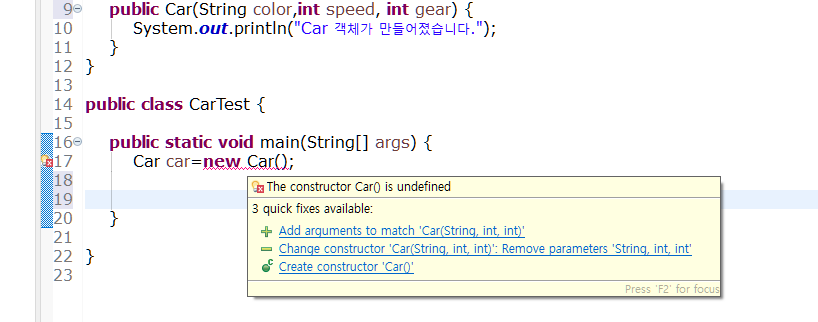 9 public Car(String color,int speed, int gear) {
10 System.out.println("Car 객체가 만들어졌습니다.");
11 }
12 }
13
14 public class CarTest {
15
16 public static void main(String[] args) {
17 Car car=new Car();
18
The constructor Car() is undefined
19
3 quick fixes available:
20 }
Add arguments to match 'Car(String, int, int)'
21
Change constructor 'Car(String, int, int)': Remove parameters 'String, int, int'
22 }
Create constructor 'Car()'
23
Press 'F2' for focus